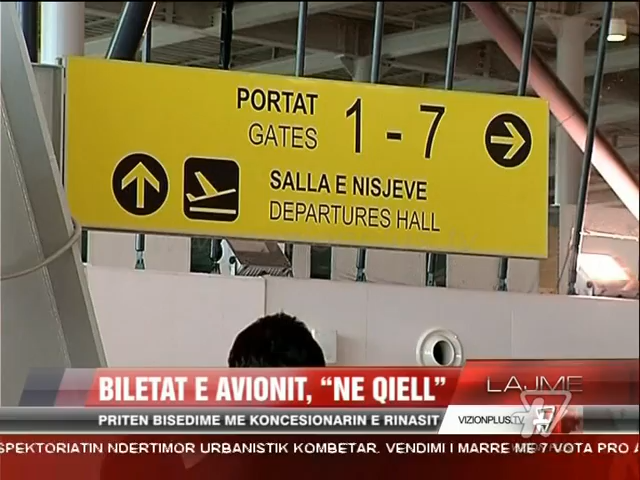 PORTAT
GATES
1 - 7
SALLA E NISJEVE
DEPARTURES HALL
BILETAT E AVIONIT, “NE QIELL”
LAJME
PRITEN BISEDIME ME KONCESIONARIN E RINASIT
VIZIONPLUS.TV
SPEKTORIATIN NDERTIMOR URBANISTIK KOMBETAR. VENDIMI I MARRE ME 7 VOTA PRO A